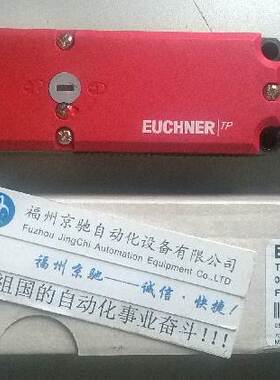 EUCHNER TP
福州京驰自动化设备有限公司
Fuzhou JingChi Automation Equipment Co.,LTD
福州京驰——诚信·快捷!
祖国的自动化事业奋斗!!!